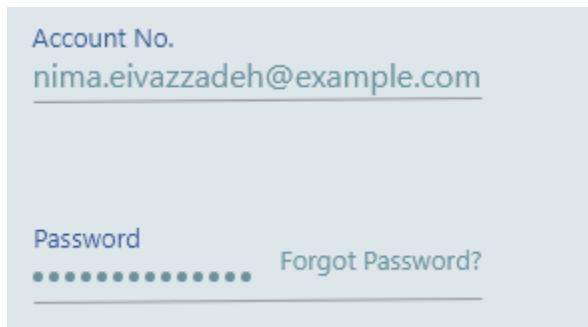 Account No.
nima.eivazzadeh@example.com
Password
••••••••••••••
Forgot Password?